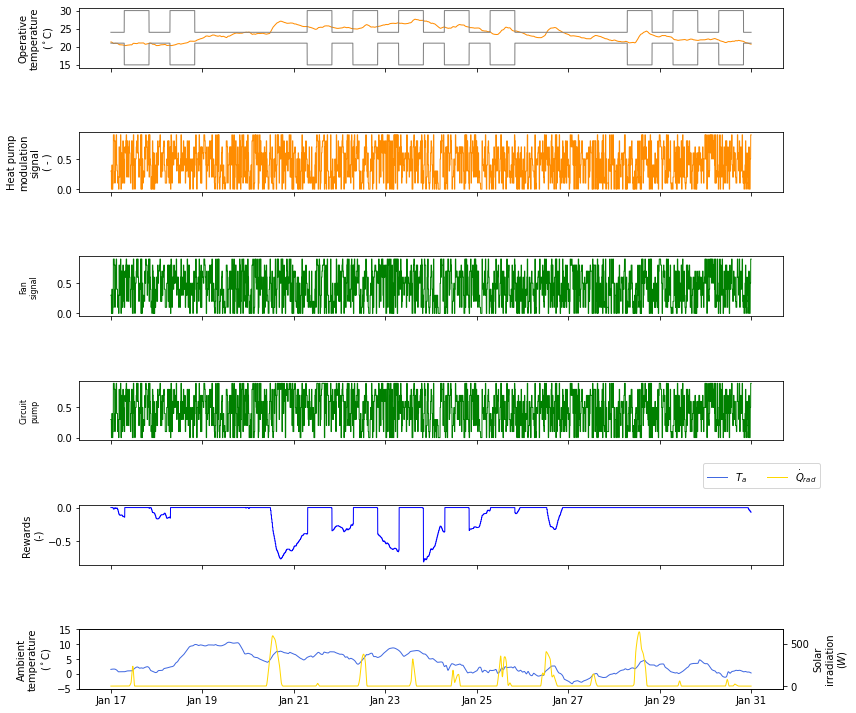 Operative
temperature
(°C)
30
25
20
15
Heat pump
modulation
signal
( - )
0.5
0.0
Fan
signal
0.5
0.0
Circuit
pump
0.5
0.0
T_a
Q̇_rad
Rewards
(-)
0.0
−0.5
Ambient
temperature
(°C)
15
10
5
0
−5
500
0
Solar
irradiation
(W)
Jan 17 Jan 19 Jan 21 Jan 23 Jan 25 Jan 27 Jan 29 Jan 31